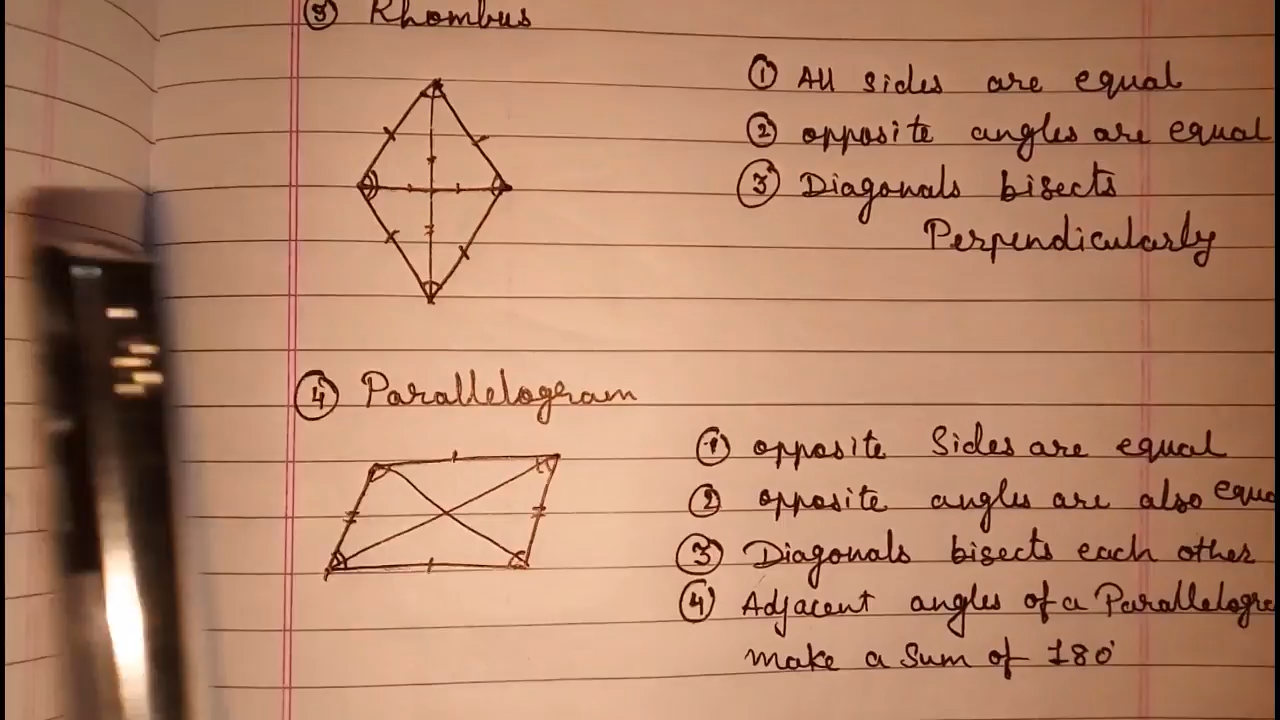 ③ Rhombus
① All sides are equal
② opposite angles are equal
③ Diagonals bisects
Perpendicularly
④ Parallelogram
① opposite Sides are equal
② opposite angles are also
③ Diagonals bisects each other
④ Adjacent angles of a
make a Sum of 180°